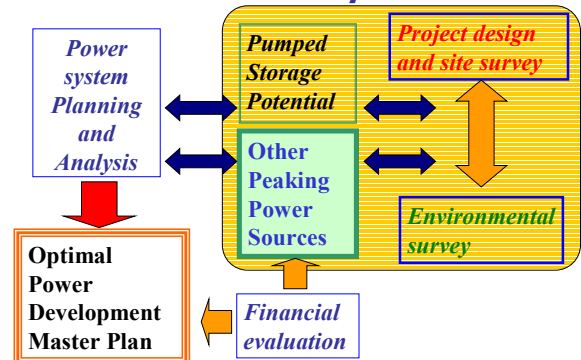 Power
system
Planning
and
Analysis
Pumped
Storage
Potential
Project design
and site survey
Other
Peaking
Power
Sources
Environmental
survey
Optimal
Power
Development
Master Plan
Financial
evaluation